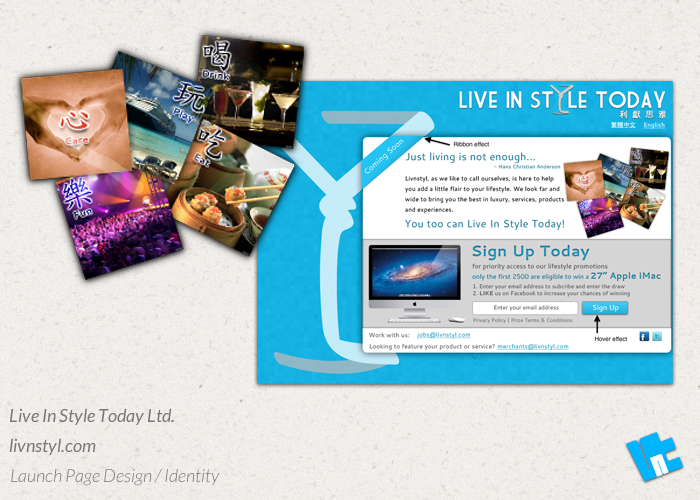 喝
Drink
玩
Play
心
Care
吃
Eat
樂
Fun
LIVE IN STYLE TODAY
利獻思雅
繁體中文 English
Coming Soon
Ribbon effect
Just living is not enough...
- Hans Christian Anderson
Livnstyl, as we like to call ourselves, is here to help
you add a little flair to your lifestyle. We look far and
wide to bring you the best in luxury, services, products
and experiences.
You too can Live In Style Today!
Sign Up Today
for priority access to our lifestyle promotions
only the first 2500 are eligible to win a 27" Apple iMac
1. Enter your email address to subcribe and enter the draw
2. LIKE us on Facebook to increase your chances of winning
Enter your email address
Sign Up
Privacy Policy | Prize Terms & Conditions
Hover effect
Work with us: jobs@livnstyl.com
Looking to feature your product or service? merchants@livnstyl.com
Live In Style Today Ltd.
livnstyl.com
Launch Page Design / Identity